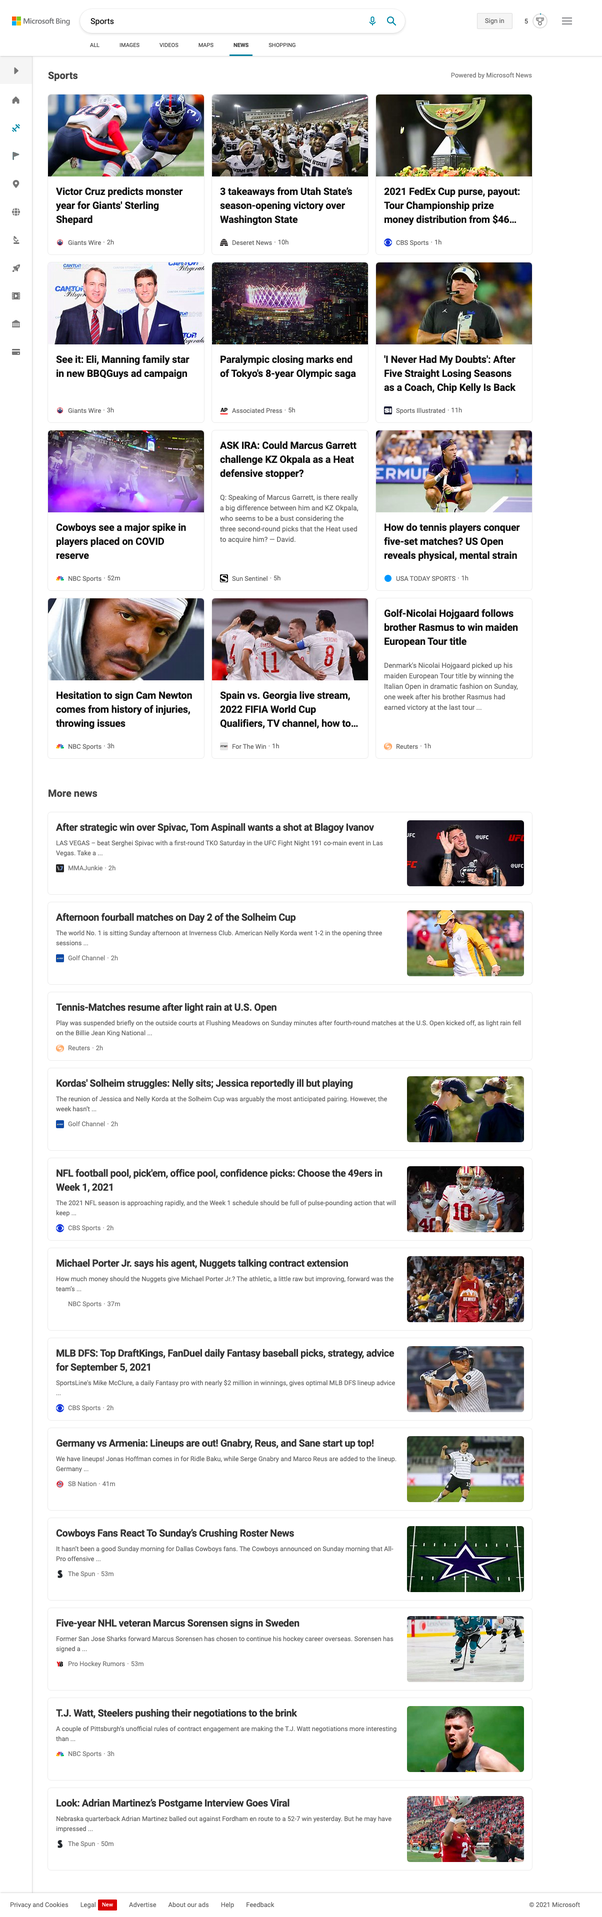 Microsoft Bing
Sports
Sign in
5
ALL
IMAGES
VIDEOS
MAPS
NEWS
SHOPPING
Sports
Powered by Microsoft News
Victor Cruz predicts monster
year for Giants' Sterling
Shepard
Giants Wire · 2h
3 takeaways from Utah State's
season-opening victory over
Washington State
Deseret News · 10h
2021 FedEx Cup purse, payout:
Tour Championship prize
money distribution from $46...
CBS Sports · 1h
See it: Eli, Manning family star
in new BBQGuys ad campaign
Giants Wire · 3h
Paralympic closing marks end
of Tokyo's 8-year Olympic saga
AP
Associated Press · 5h
'I Never Had My Doubts': After
Five Straight Losing Seasons
as a Coach, Chip Kelly Is Back
Sports Illustrated · 11h
Cowboys see a major spike in
players placed on COVID
reserve
NBC Sports · 52m
ASK IRA: Could Marcus Garrett
challenge KZ Okpala as a Heat
defensive stopper?
Q: Speaking of Marcus Garrett, is there really
a big difference between him and KZ Okpala,
who seems to be a bust considering the
three second-round picks that the Heat used
to acquire him? — David.
Sun Sentinel · 5h
How do tennis players conquer
five-set matches? US Open
reveals physical, mental strain
USA TODAY SPORTS · 1h
Hesitation to sign Cam Newton
comes from history of injuries,
throwing issues
NBC Sports · 3h
4
11
8
Spain vs. Georgia live stream,
2022 FIFIA World Cup
Qualifiers, TV channel, how to...
For The Win · 1h
Golf-Nicolai Hojgaard follows
brother Rasmus to win maiden
European Tour title
Denmark's Nicolai Hojgaard picked up his
maiden European Tour title by winning the
Italian Open in dramatic fashion on Sunday,
one week after his brother Rasmus had
earned victory at the last tour ...
Reuters · 1h
More news
After strategic win over Spivac, Tom Aspinall wants a shot at Blagoy Ivanov
LAS VEGAS – beat Serghei Spivac with a first-round TKO Saturday in the UFC Fight Night 191 co-main event in Las
Vegas. Take a ...
MMAJunkie · 2h
Afternoon fourball matches on Day 2 of the Solheim Cup
The world No. 1 is sitting Sunday afternoon at Inverness Club. American Nelly Korda went 1-2 in the opening three
sessions ...
Golf Channel · 2h
Tennis-Matches resume after light rain at U.S. Open
Play was suspended briefly on the outside courts at Flushing Meadows on Sunday minutes after fourth-round matches at the U.S. Open kicked off, as light rain fell
on the Billie Jean King National ...
Reuters · 2h
Kordas' Solheim struggles: Nelly sits; Jessica reportedly ill but playing
The reunion of Jessica and Nelly Korda at the Solheim Cup was arguably the most anticipated pairing. However, the
week hasn't ...
Golf Channel · 2h
NFL football pool, pick'em, office pool, confidence picks: Choose the 49ers in
Week 1, 2021
The 2021 NFL season is approaching rapidly, and the Week 1 schedule should be full of pulse-pounding action that will
keep ...
CBS Sports · 2h
10
Michael Porter Jr. says his agent, Nuggets talking contract extension
How much money should the Nuggets give Michael Porter Jr.? The athletic, a little raw but improving, forward was the
team's ...
NBC Sports · 37m
MLB DFS: Top DraftKings, FanDuel daily Fantasy baseball picks, strategy, advice
for September 5, 2021
SportsLine's Mike McClure, a daily Fantasy pro with nearly $2 million in winnings, gives optimal MLB DFS lineup advice
...
CBS Sports · 2h
Germany vs Armenia: Lineups are out! Gnabry, Reus, and Sane start up top!
We have lineups! Jonas Hoffman comes in for Ridle Baku, while Serge Gnabry and Marco Reus are added to the lineup.
Germany ...
SB Nation · 41m
Cowboys Fans React To Sunday's Crushing Roster News
It hasn't been a good Sunday morning for Dallas Cowboys fans. The Cowboys announced on Sunday morning that All-
Pro offensive ...
The Spun · 53m
Five-year NHL veteran Marcus Sorensen signs in Sweden
Former San Jose Sharks forward Marcus Sorensen has chosen to continue his hockey career overseas. Sorensen has
signed a ...
Pro Hockey Rumors · 53m
T.J. Watt, Steelers pushing their negotiations to the brink
A couple of Pittsburgh's unofficial rules of contract engagement are making the T.J. Watt negotiations more interesting
than ...
NBC Sports · 3h
Look: Adrian Martinez's Postgame Interview Goes Viral
Nebraska quarterback Adrian Martinez balled out against Fordham en route to a 52-7 win yesterday. But he may have
impressed ...
The Spun · 50m
Privacy and Cookies
Legal
New
Advertise
About our ads
Help
Feedback
© 2021 Microsoft